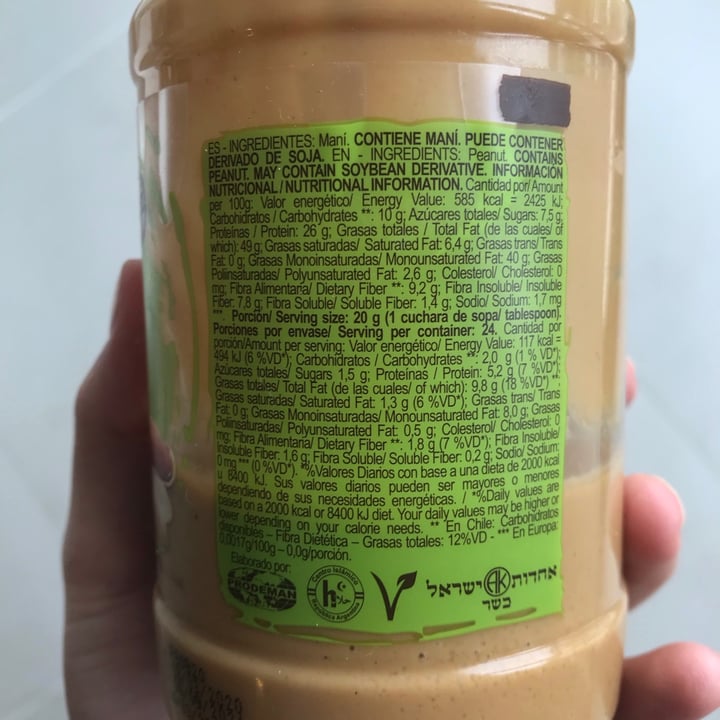 ES - INGREDIENTES: Maní. CONTIENE MANÍ. PUEDE CONTENER
DERIVADO DE SOJA. EN - INGREDIENTS: Peanut. CONTAINS
PEANUT. MAY CONTAIN SOYBEAN DERIVATIVE. INFORMACIÓN
NUTRICIONAL / NUTRITIONAL INFORMATION. Cantidad por/ Amount
per 100g: Valor energético/ Energy Value: 585 kcal = 2425 kJ;
Carbohidratos / Carbohydrates **: 10 g; Azúcares totales/ Sugars: 7,5 g;
Proteínas / Protein: 26 g; Grasas totales / Total Fat (de las cuales/ of
which): 49 g; Grasas saturadas/ Saturated Fat: 6,4 g; Grasas trans/ Trans
Fat: 0 g; Grasas Monoinsaturadas/ Monounsaturated Fat: 40 g; Grasas
Poliinsaturadas/ Polyunsaturated Fat: 2,6 g; Colesterol/ Cholesterol: 0
mg; Fibra Alimentaria/ Dietary Fiber **: 9,2 g; Fibra Insoluble/ Insoluble
Fiber: 7,8 g; Fibra Soluble/ Soluble Fiber: 1,4 g; Sodio/ Sodium: 1,7 mg
***. Porción/ Serving size: 20 g (1 cuchara de sopa/ tablespoon).
Porciones por envase/ Serving per container: 24. Cantidad por
porción/Amount per serving: Valor energético/ Energy Value: 117 kcal =
494 kJ (6 %VD*); Carbohidratos / Carbohydrates **: 2,0 g (1 % VD*);
Azúcares totales/ Sugars 1,5 g; Proteínas / Protein: 5,2 g (7 %VD*);
Grasas totales/ Total Fat (de las cuales/ of which): 9,8 g (18 %VD*) **;
Grasas saturadas/ Saturated Fat: 1,3 g (6 %VD*); Grasas trans/ Trans
Fat: 0 g; Grasas Monoinsaturadas/ Monounsaturated Fat: 8,0 g; Grasas
Poliinsaturadas/ Polyunsaturated Fat: 0,5 g; Colesterol/ Cholesterol: 0
mg; Fibra Alimentaria/ Dietary Fiber **: 1,8 g (7 %VD*); Fibra Insoluble/
Insoluble Fiber: 1,6 g; Fibra Soluble/ Soluble Fiber: 0,2 g; Sodio/ Sodium:
0 mg *** (0 %VD*). *%Valores Diarios con base a una dieta de 2000 kcal
u 8400 kJ. Sus valores diarios pueden ser mayores o menores
dependiendo de sus necesidades energéticas. / *%Daily values are
based on a 2000 kcal or 8400 kJ diet. Your daily values may be higher or
lower depending on your calorie needs. ** En Chile: Carbohidratos
disponibles – Fibra Dietética – Grasas totales: 12%VD - *** En Europa:
0,0017g/100g – 0,0g/porción.
Elaborado por:
PRODEMAN
Centro Islámico
República Argentina
h
حلال
V
אחדות AK ישראל
כשר